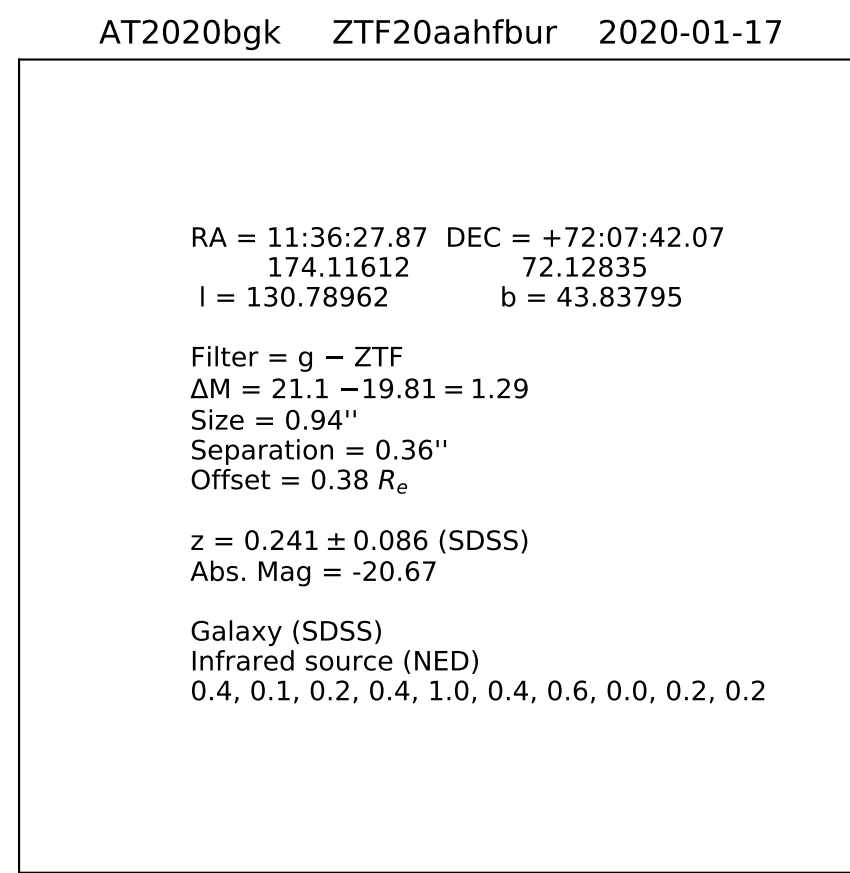 AT2020bgk ZTF20aahfbur 2020-01-17
RA = 11:36:27.87 DEC = +72:07:42.07
174.11612 72.12835
l = 130.78962 b = 43.83795
Filter = g − ZTF
ΔM = 21.1 −19.81 = 1.29
Size = 0.94''
Separation = 0.36''
Offset = 0.38 Re
z = 0.241 ± 0.086 (SDSS)
Abs. Mag = -20.67
Galaxy (SDSS)
Infrared source (NED)
0.4, 0.1, 0.2, 0.4, 1.0, 0.4, 0.6, 0.0, 0.2, 0.2